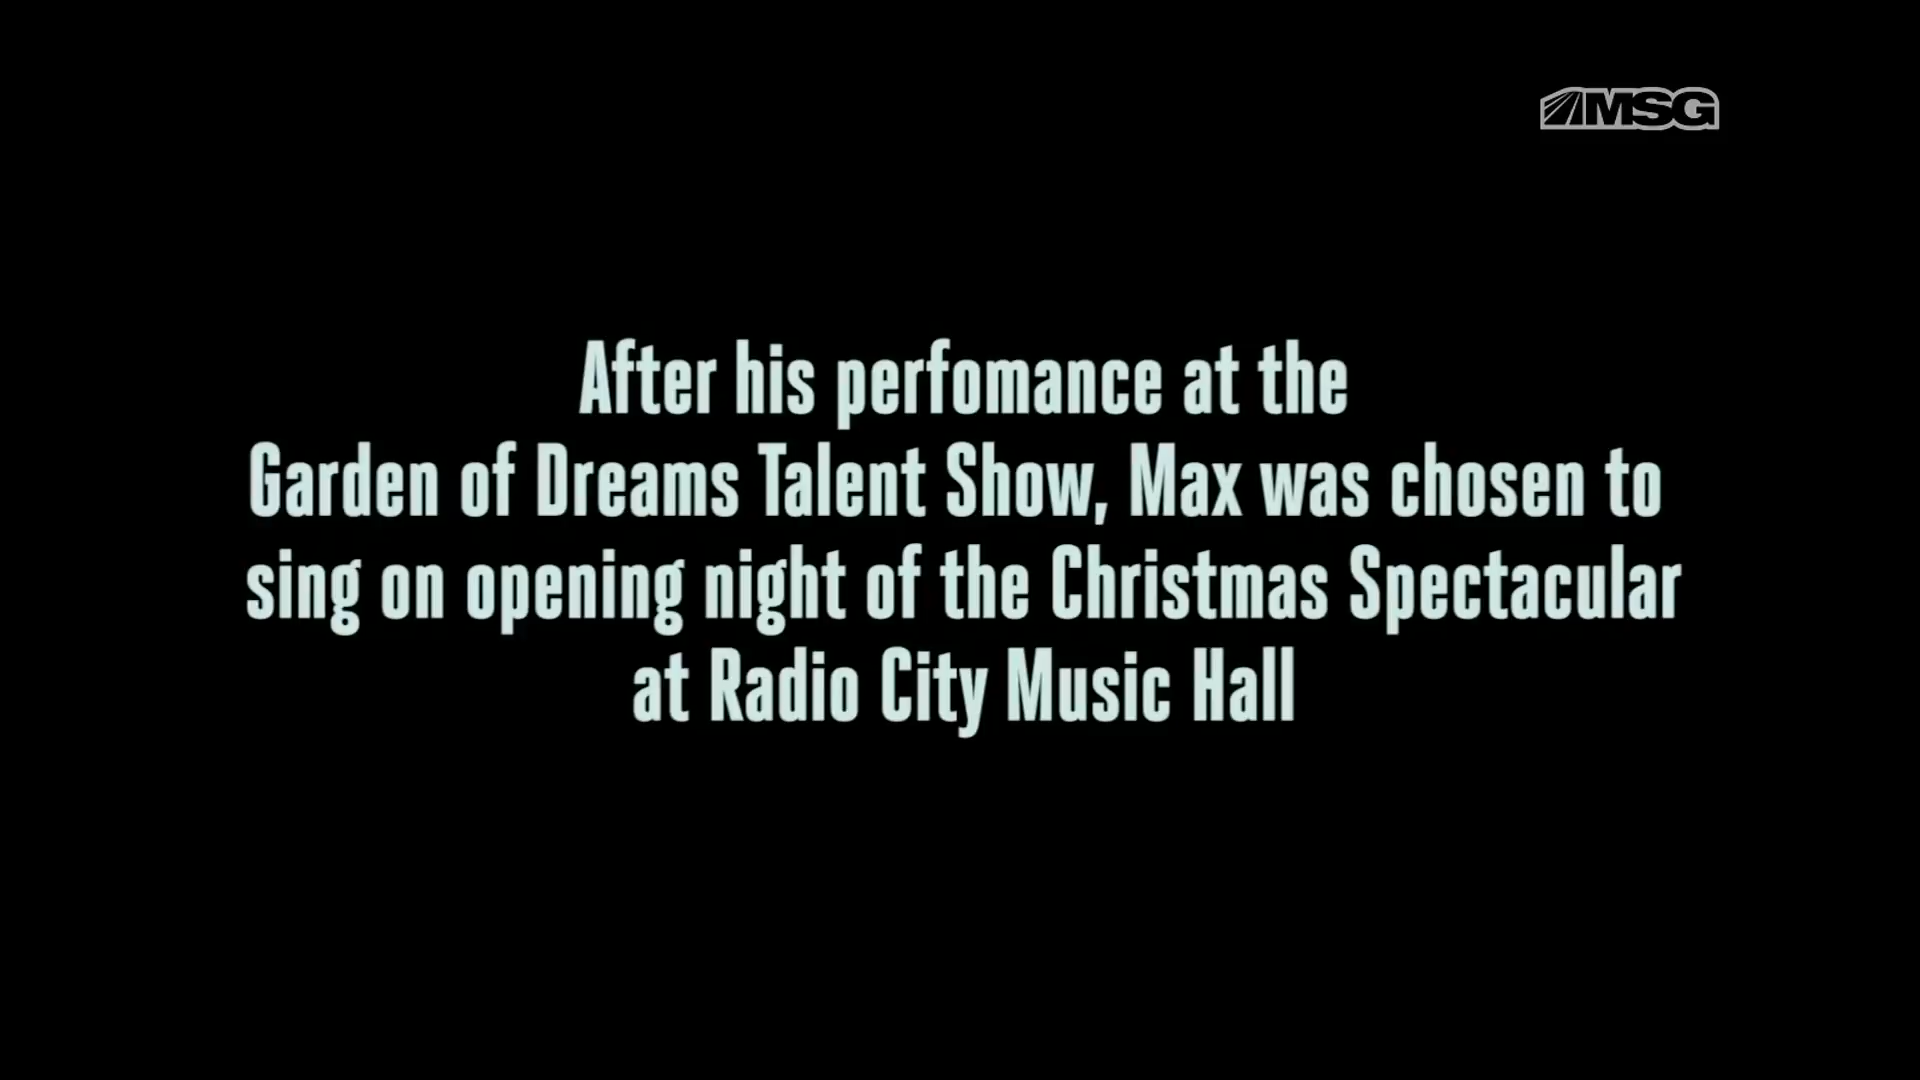 MSG
After his perfomance at the
Garden of Dreams Talent Show, Max was chosen to
sing on opening night of the Christmas Spectacular
at Radio City Music Hall